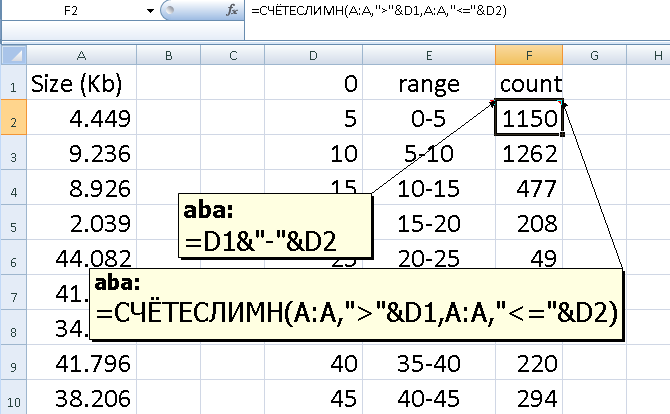 F2 fx =СЧЁТЕСЛИМН(A:A,">"&D1,A:A,"<="&D2)
A B C D E F G H
1 Size (Kb) 0 range count
2 4.449 5 0-5 1150
3 9.236 10 5-10 1262
4 8.926 15 10-15 477
5 2.039 15-20 208
6 44.082 25 20-25 49
7 41.
8 34.
9 41.796 40 35-40 220
10 38.206 45 40-45 294
aba:
=D1&"-"&D2
aba:
=СЧЁТЕСЛИМН(A:A,">"&D1,A:A,"<="&D2)